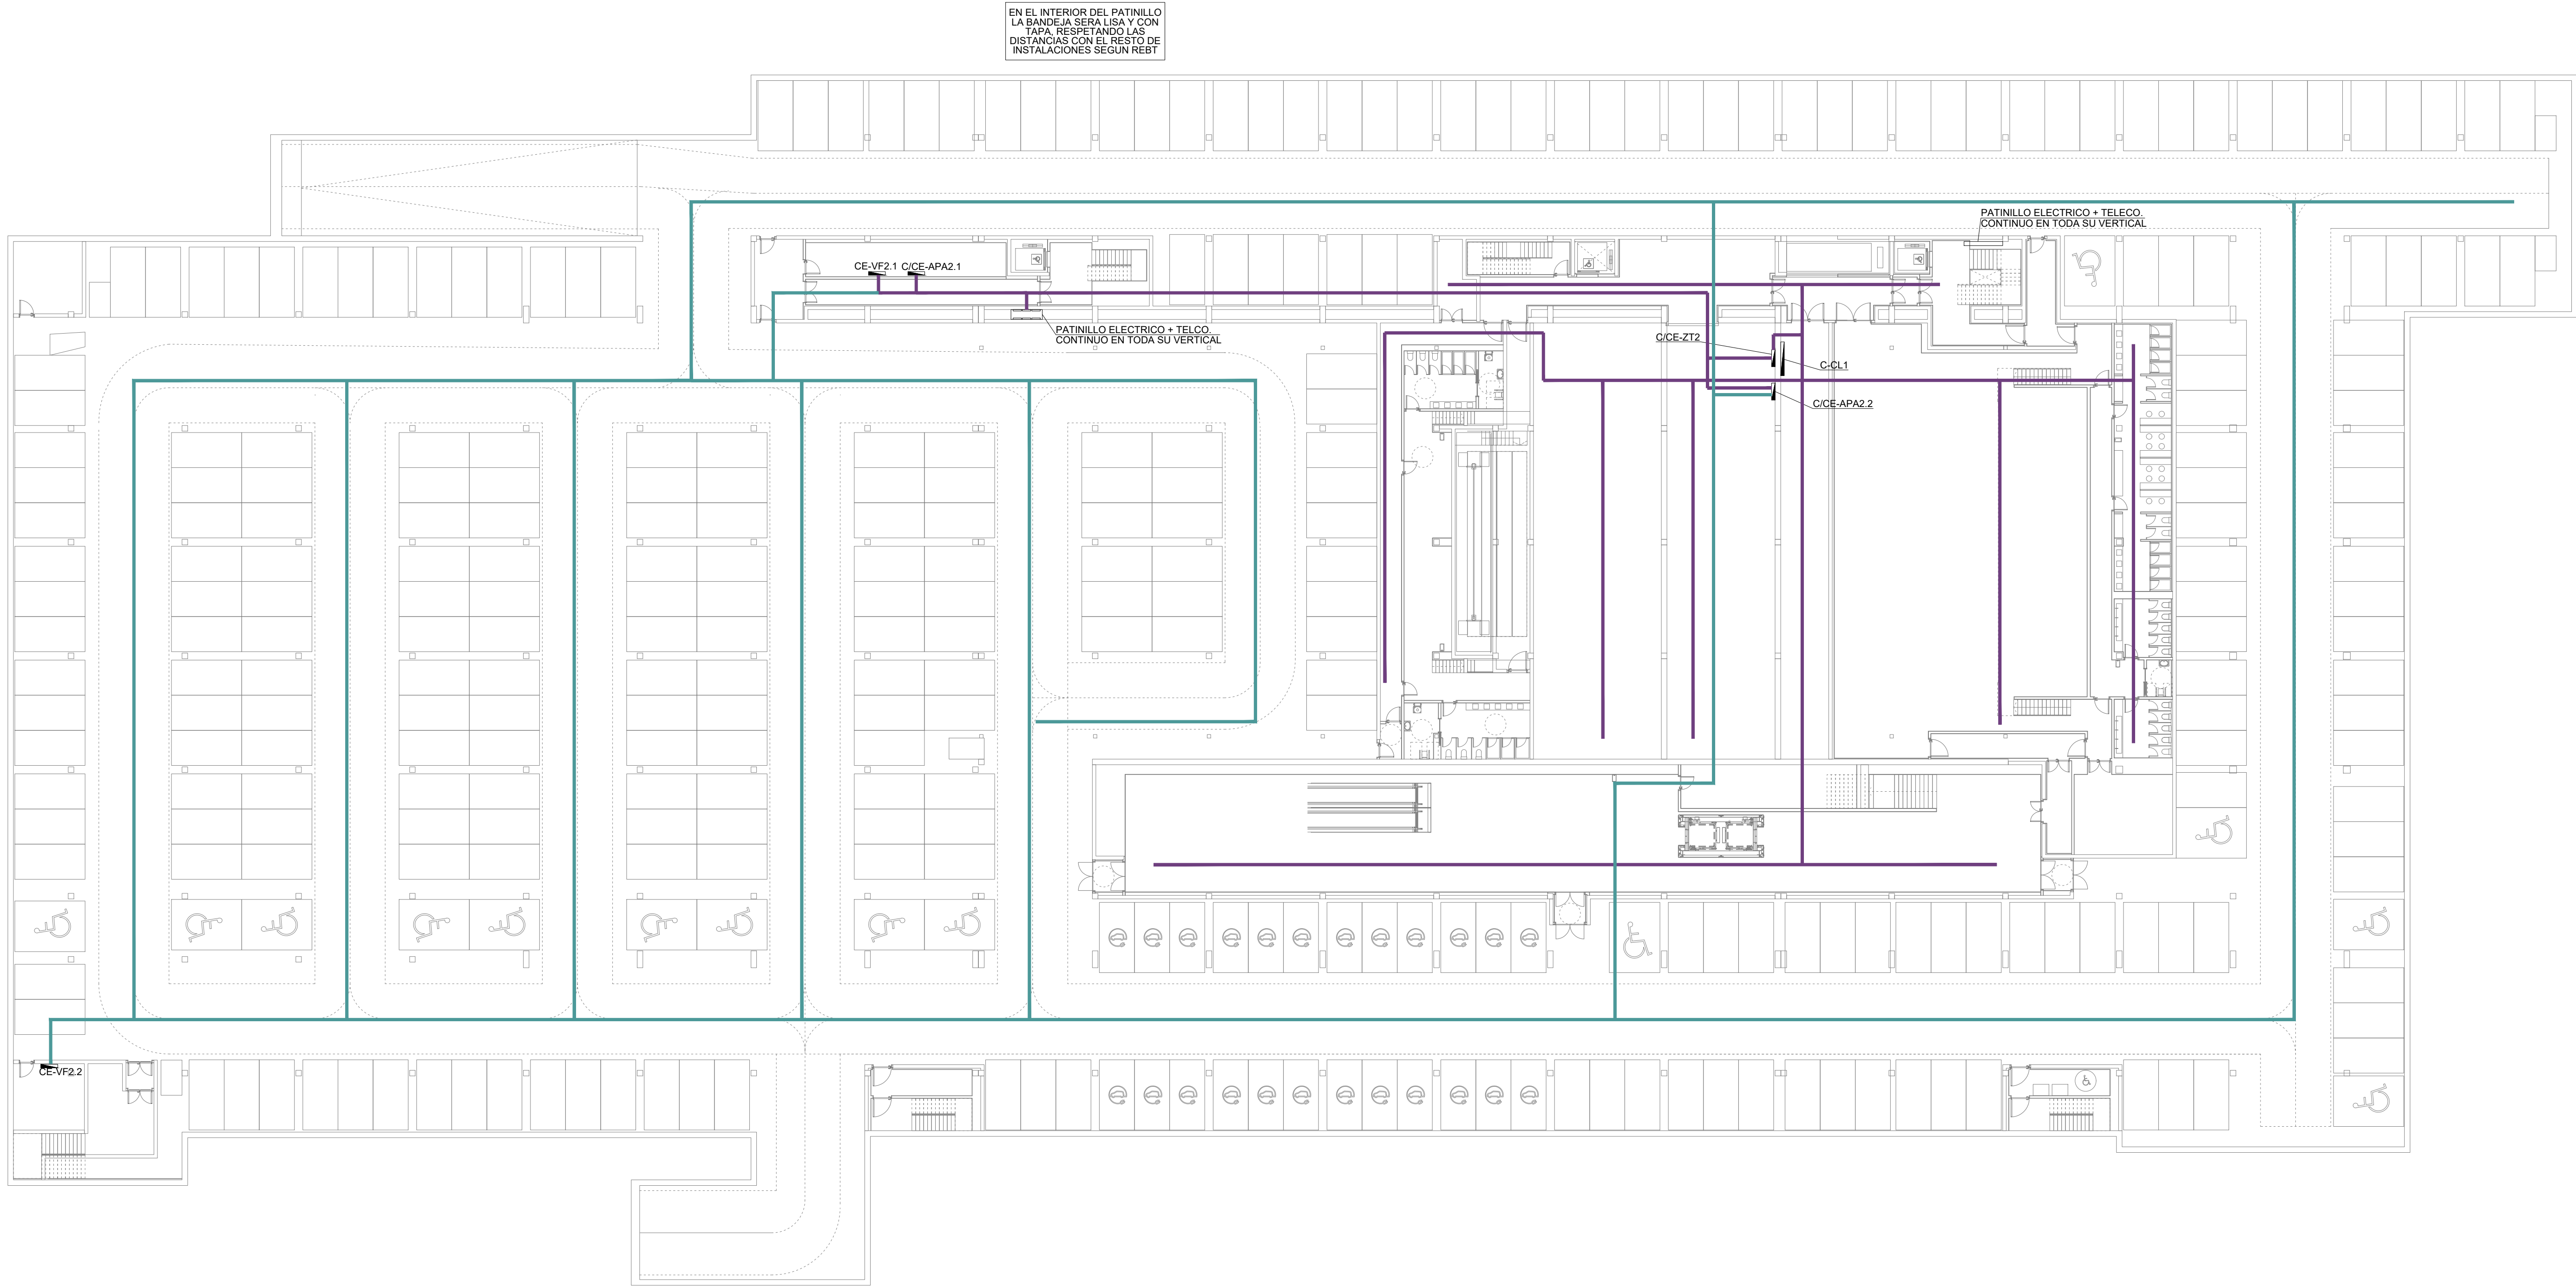 EN EL INTERIOR DEL PATINILLO
LA BANDEJA SERA LISA Y CON
TAPA, RESPETANDO LAS
DISTANCIAS CON EL RESTO DE
INSTALACIONES SEGUN REBT
PATINILLO ELECTRICO + TELECO.
CONTINUO EN TODA SU VERTICAL
CE-VF2.1
C/CE-APA2.1
PATINILLO ELECTRICO + TELCO.
CONTINUO EN TODA SU VERTICAL
C/CE-ZT2
C-CL1
C/CE-APA2.2
CE-VF2.2